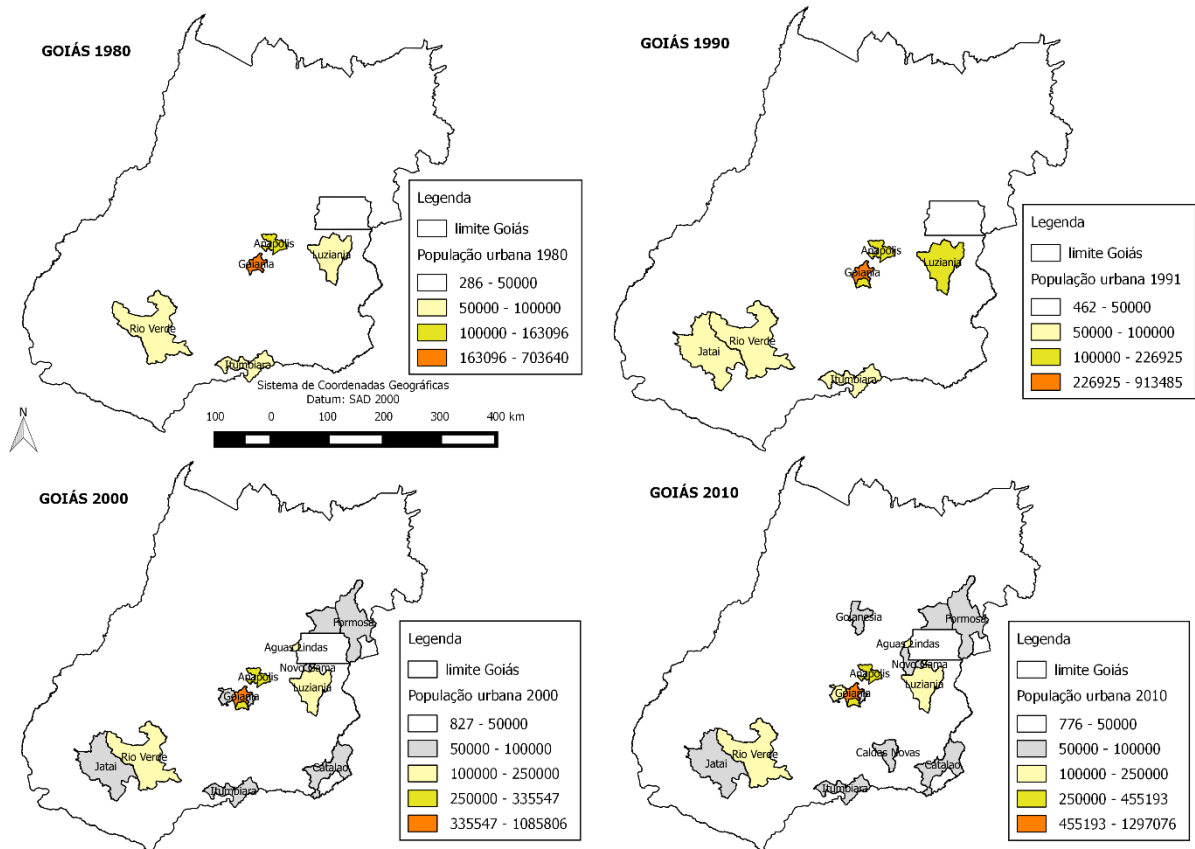 GOIÁS 1980
Anapolis
Goiania
Luziania
Rio Verde
Itumbiara
Legenda
limite Goiás
População urbana 1980
286 - 50000
50000 - 100000
100000 - 163096
163096 - 703640
Sistema de Coordenadas Geográficas
Datum: SAD 2000
N
100 0 100 200 400 km
GOIÁS 1990
Anapolis
Goiania
Luziania
Jatai
Rio Verde
Itumbiara
Legenda
limite Goiás
População urbana 1991
462 - 50000
50000 - 100000
100000 - 226925
226925 - 913485
GOIÁS 2000
Formosa
Aguas Lindas
Novo Gama
Anapolis
Goiania
Luziania
Rio Verde
Jatai
Catalao
Itumbiara
Legenda
limite Goiás
População urbana 2000
827 - 50000
50000 - 100000
100000 - 250000
250000 - 335547
335547 - 1085806
GOIÁS 2010
Goianesia
Formosa
Aguas Lindas
Novo Gama
Anapolis
Goiania
Luziania
Rio Verde
Jatai
Caldas Novas
Catalao
Itumbiara
Legenda
limite Goiás
População urbana 2010
776 - 50000
50000 - 100000
100000 - 250000
250000 - 455193
455193 - 1297076